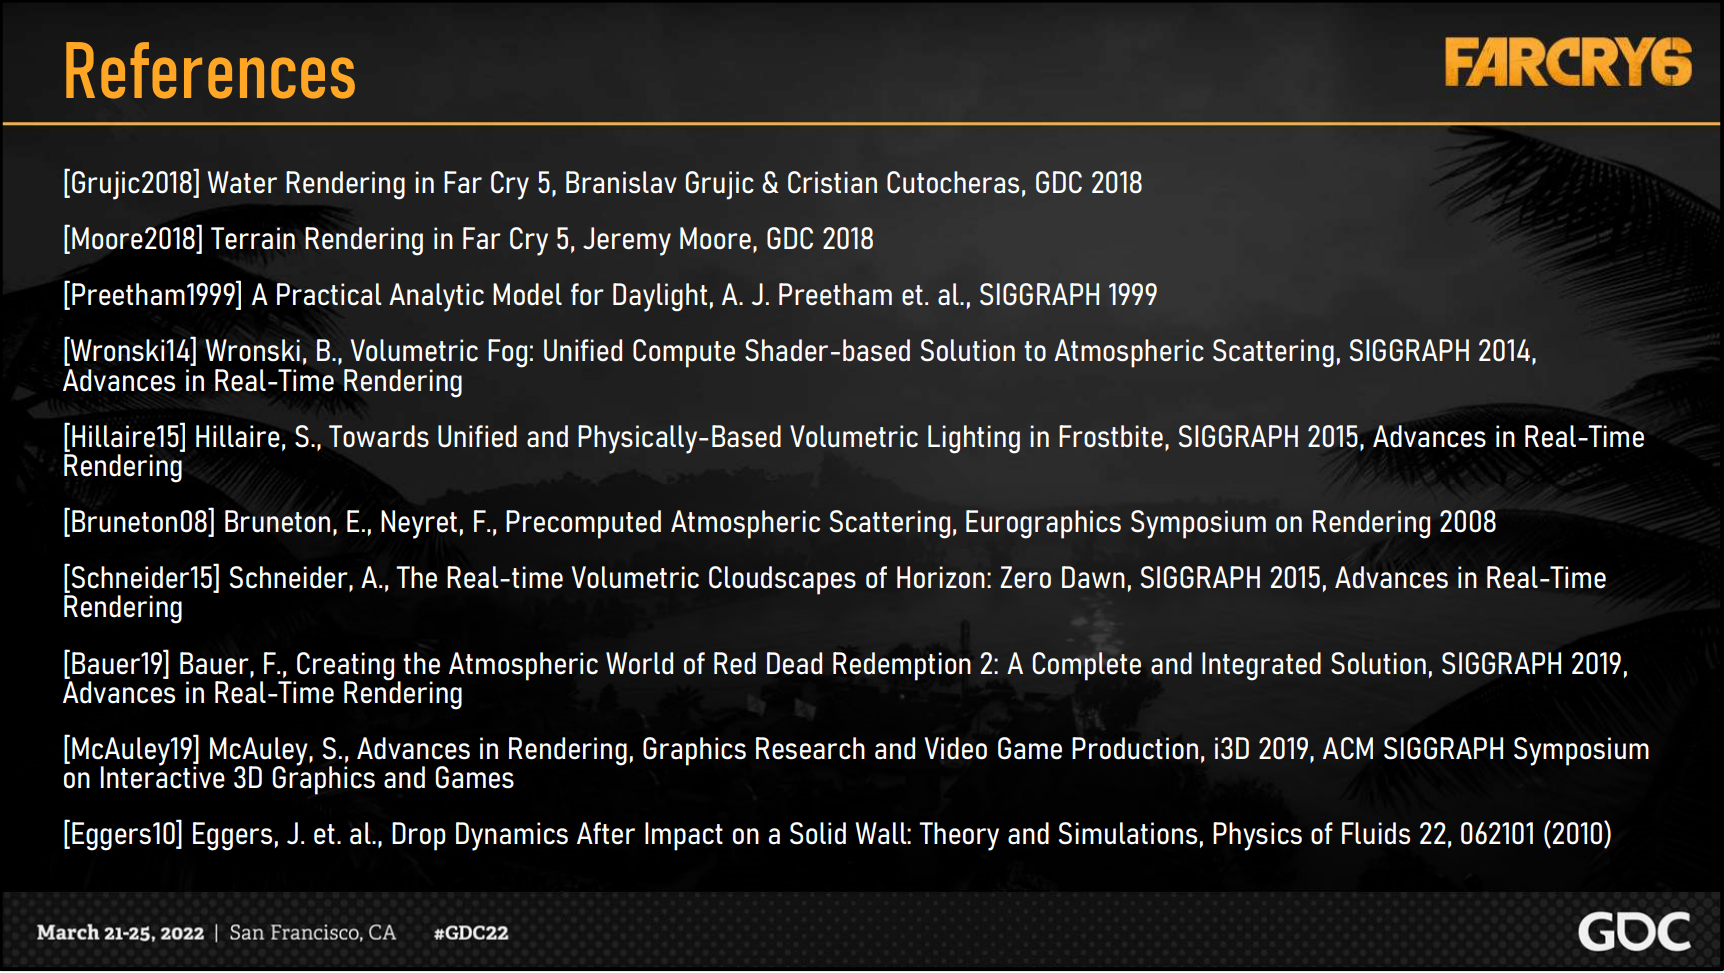 References
FARCRY6
[Grujic2018] Water Rendering in Far Cry 5, Branislav Grujic & Cristian Cutocheras, GDC 2018
[Moore2018] Terrain Rendering in Far Cry 5, Jeremy Moore, GDC 2018
[Preetham1999] A Practical Analytic Model for Daylight, A. J. Preetham et. al., SIGGRAPH 1999
[Wronski14] Wronski, B., Volumetric Fog: Unified Compute Shader-based Solution to Atmospheric Scattering, SIGGRAPH 2014,
Advances in Real-Time Rendering
[Hillaire15] Hillaire, S., Towards Unified and Physically-Based Volumetric Lighting in Frostbite, SIGGRAPH 2015, Advances in Real-Time
Rendering
[Bruneton08] Bruneton, E., Neyret, F., Precomputed Atmospheric Scattering, Eurographics Symposium on Rendering 2008
[Schneider15] Schneider, A., The Real-time Volumetric Cloudscapes of Horizon: Zero Dawn, SIGGRAPH 2015, Advances in Real-Time
Rendering
[Bauer19] Bauer, F., Creating the Atmospheric World of Red Dead Redemption 2: A Complete and Integrated Solution, SIGGRAPH 2019,
Advances in Real-Time Rendering
[McAuley19] McAuley, S., Advances in Rendering, Graphics Research and Video Game Production, i3D 2019, ACM SIGGRAPH Symposium
on Interactive 3D Graphics and Games
[Eggers10] Eggers, J. et. al., Drop Dynamics After Impact on a Solid Wall: Theory and Simulations, Physics of Fluids 22, 062101 (2010)
March 21-25, 2022 | San Francisco, CA #GDC22
GDC